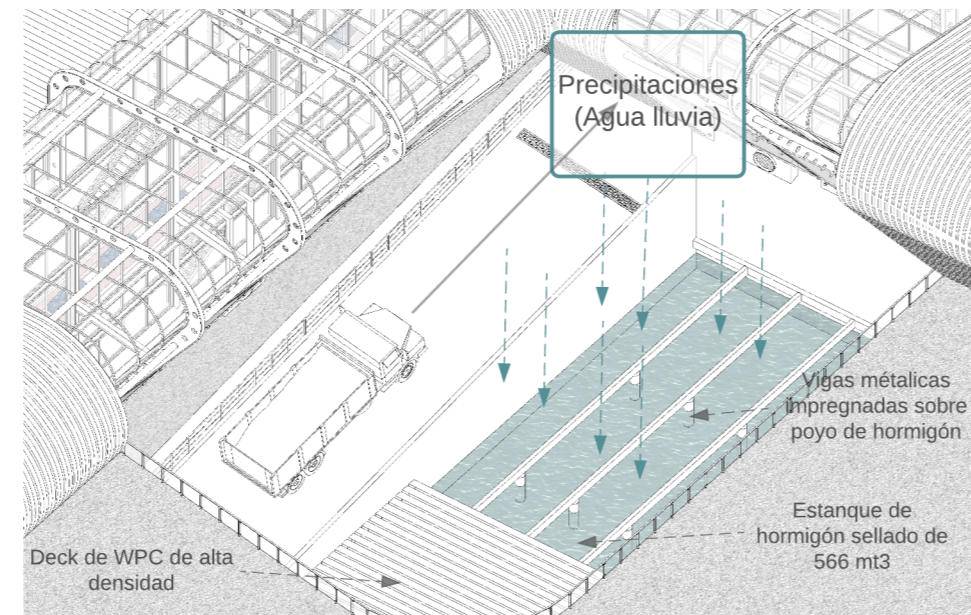 Precipitaciones
(Agua lluvia)
Vigas métalicas
impregnadas sobre
poyo de hormigón
Estanque de
hormigón sellado de
566 mt3
Deck de WPC de alta
densidad